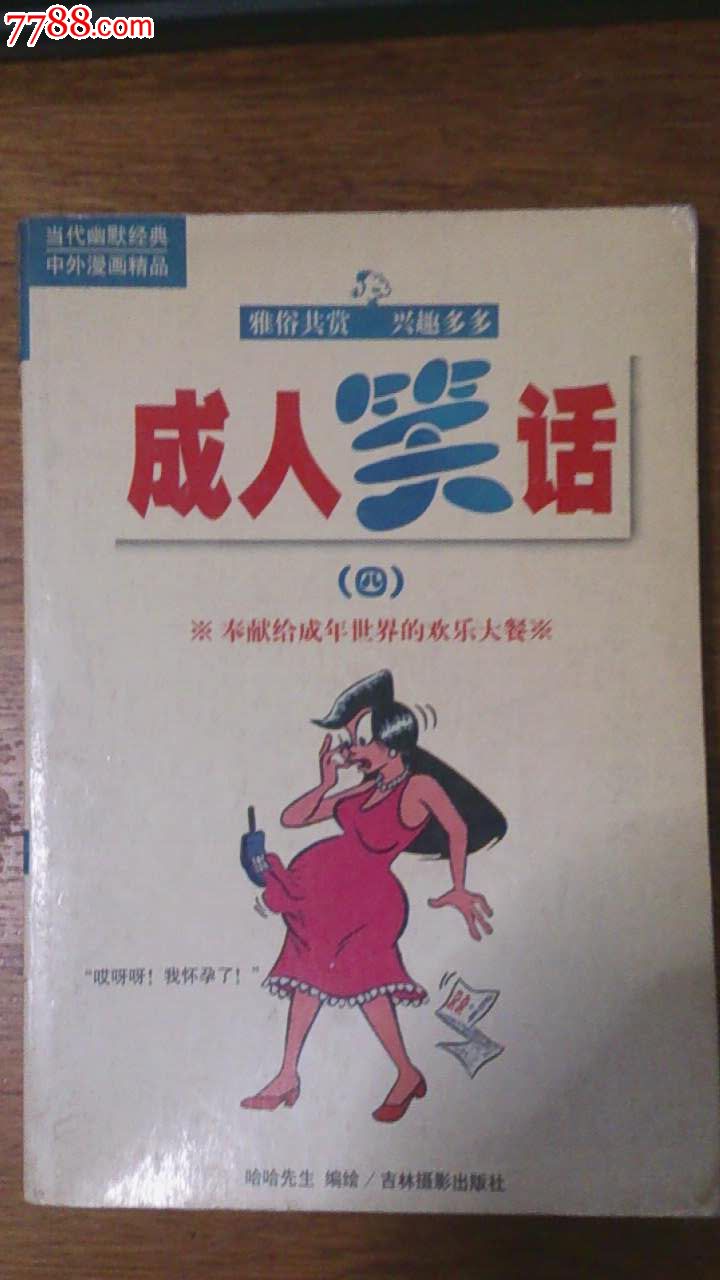 7788.com
当代幽默经典
中外漫画精品
雅俗共赏 兴趣多多
成人笑话
(四)
※奉献给成年世界的欢乐大餐※
“哎呀呀！我怀孕了！”
哈哈先生 编绘/吉林摄影出版社